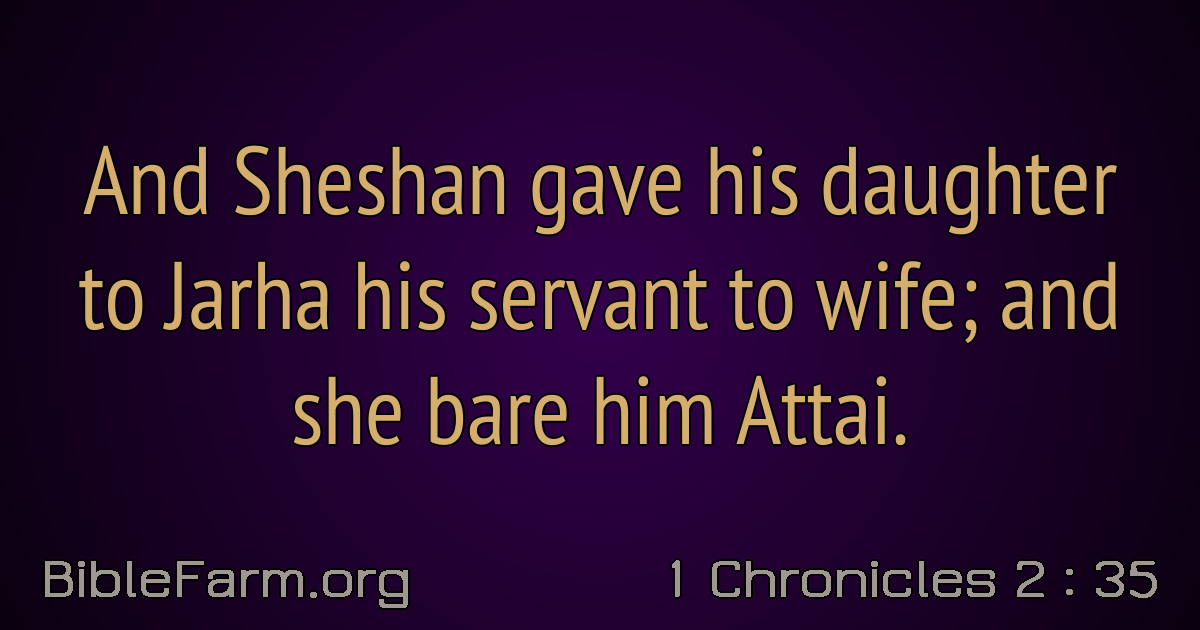 And Sheshan gave his daughter
to Jarha his servant to wife; and
she bare him Attai.
BibleFarm.org
1 Chronicles 2 : 35